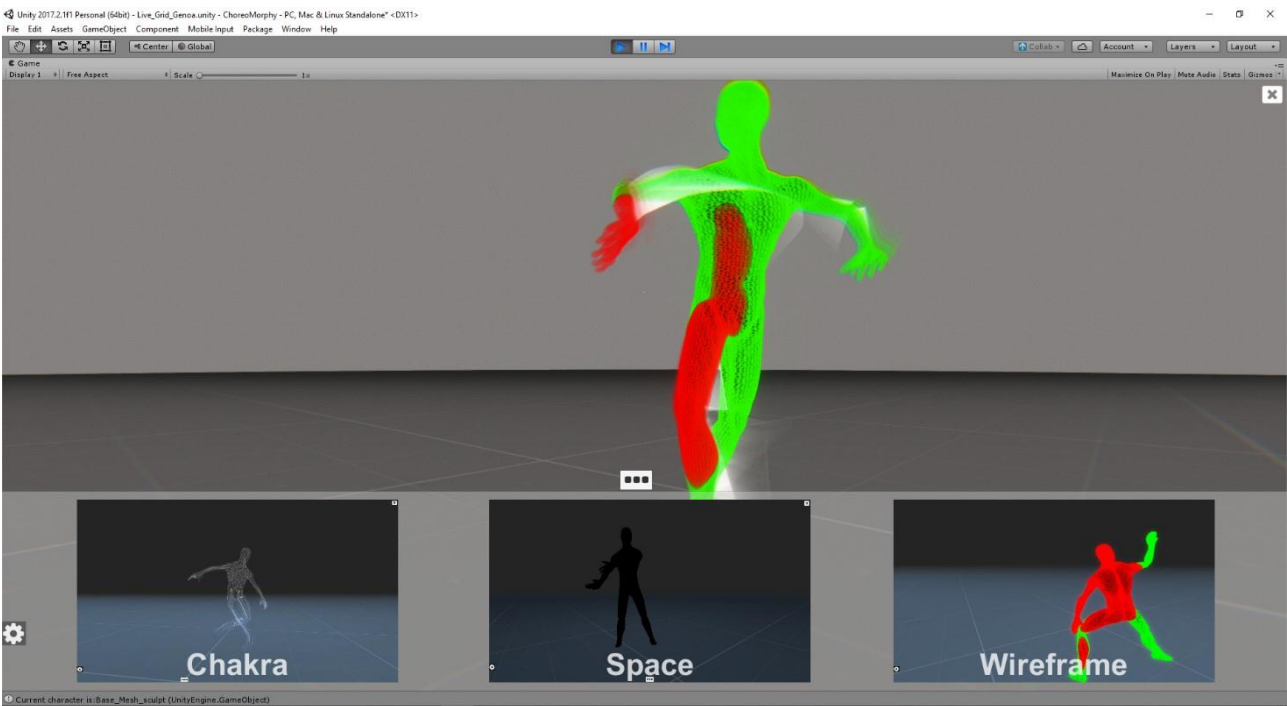 Unity 2017.2.1f1 Personal (64bit) - Live_Grid_Genoa.unity - ChoreoMorphy - PC, Mac & Linux Standalone* <DX11>
File Edit Assets GameObject Component Mobile Input Package Window Help
Center Global Collab Account Layers Layout
Game
Display 1 Free Aspect Scale 1x Maximize On Play Mute Audio Stats Gizmos
Chakra Space Wireframe
Current character is:Base_Mesh_sculpt (UnityEngine.GameObject)